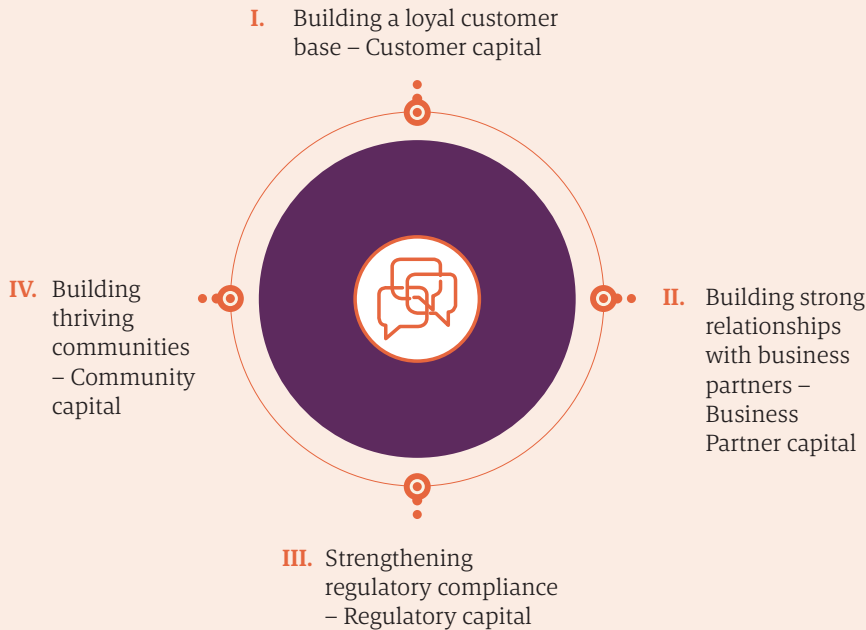 I. Building a loyal customer
base – Customer capital
II. Building strong
relationships
with business
partners –
Business
Partner capital
III. Strengthening
regulatory compliance
– Regulatory capital
IV. Building
thriving
communities
– Community
capital